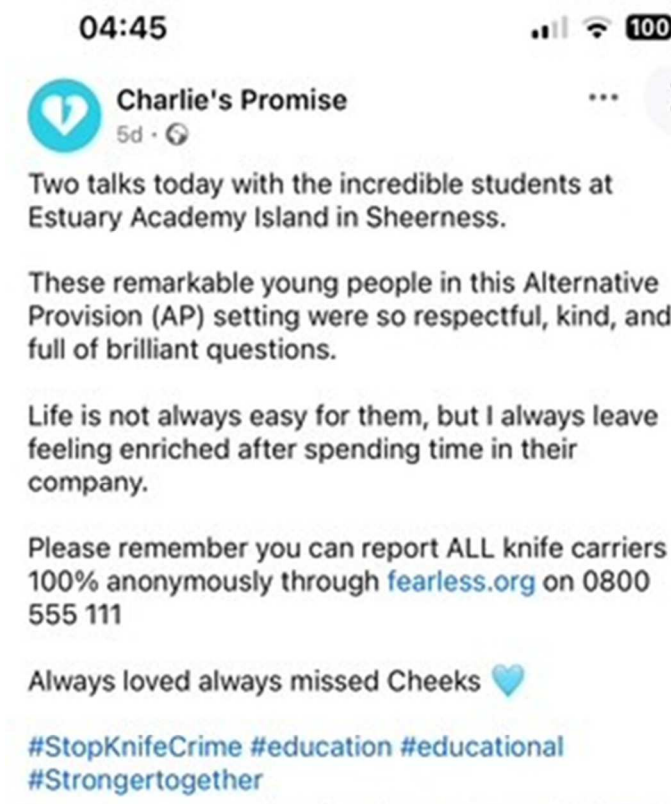 04:45
100
Charlie's Promise
5d ·
Two talks today with the incredible students at
Estuary Academy Island in Sheerness.
These remarkable young people in this Alternative
Provision (AP) setting were so respectful, kind, and
full of brilliant questions.
Life is not always easy for them, but I always leave
feeling enriched after spending time in their
company.
Please remember you can report ALL knife carriers
100% anonymously through fearless.org on 0800
555 111
Always loved always missed Cheeks 🩵
#StopKnifeCrime #education #educational
#Strongertogether